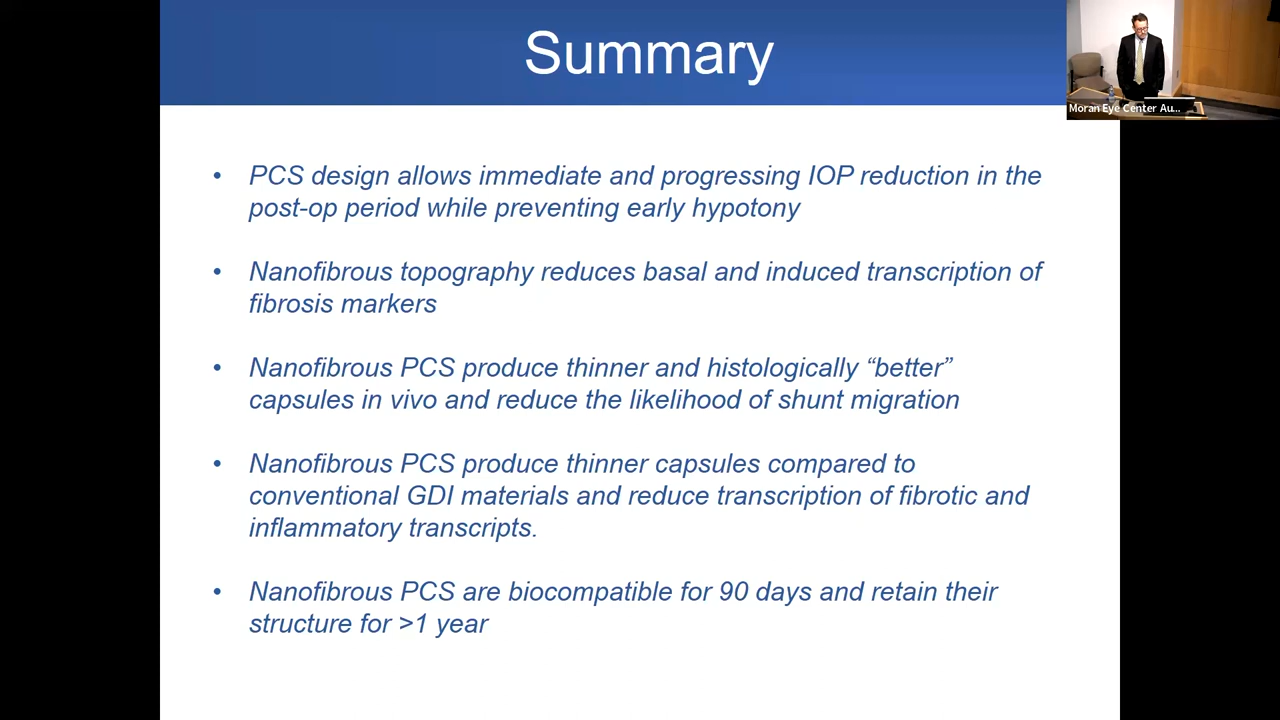 Summary
Moran Eye Center Au...
• PCS design allows immediate and progressing IOP reduction in the
post-op period while preventing early hypotony
• Nanofibrous topography reduces basal and induced transcription of
fibrosis markers
• Nanofibrous PCS produce thinner and histologically “better”
capsules in vivo and reduce the likelihood of shunt migration
• Nanofibrous PCS produce thinner capsules compared to
conventional GDI materials and reduce transcription of fibrotic and
inflammatory transcripts.
• Nanofibrous PCS are biocompatible for 90 days and retain their
structure for >1 year